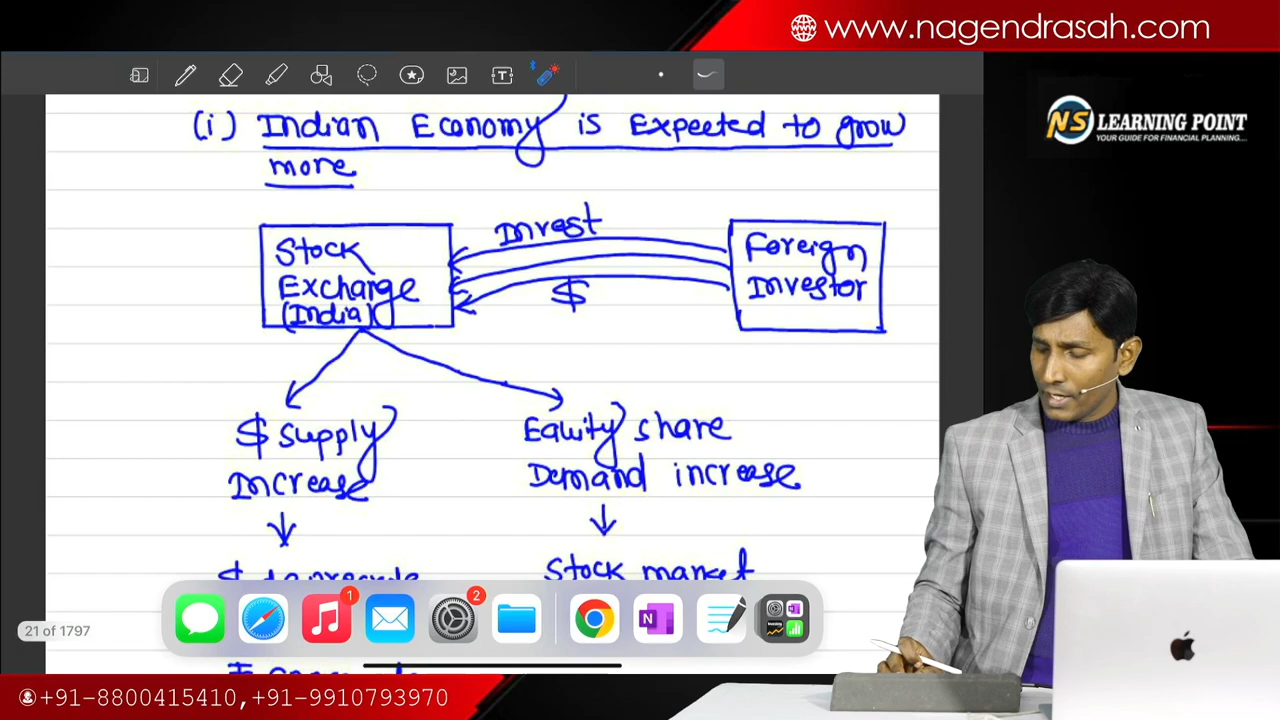 www.nagendrasah.com
NS LEARNING POINT
YOUR GUIDE FOR FINANCIAL PLANNING...
(i) Indian Economy is Expected to grow
more
Invest
Stock
Exchange
(India)
$
Foreign
Investor
$ supply
Increase
Equity share
Demand increase
Stock market
1
2
21 of 1797
+91-8800415410,+91-9910793970